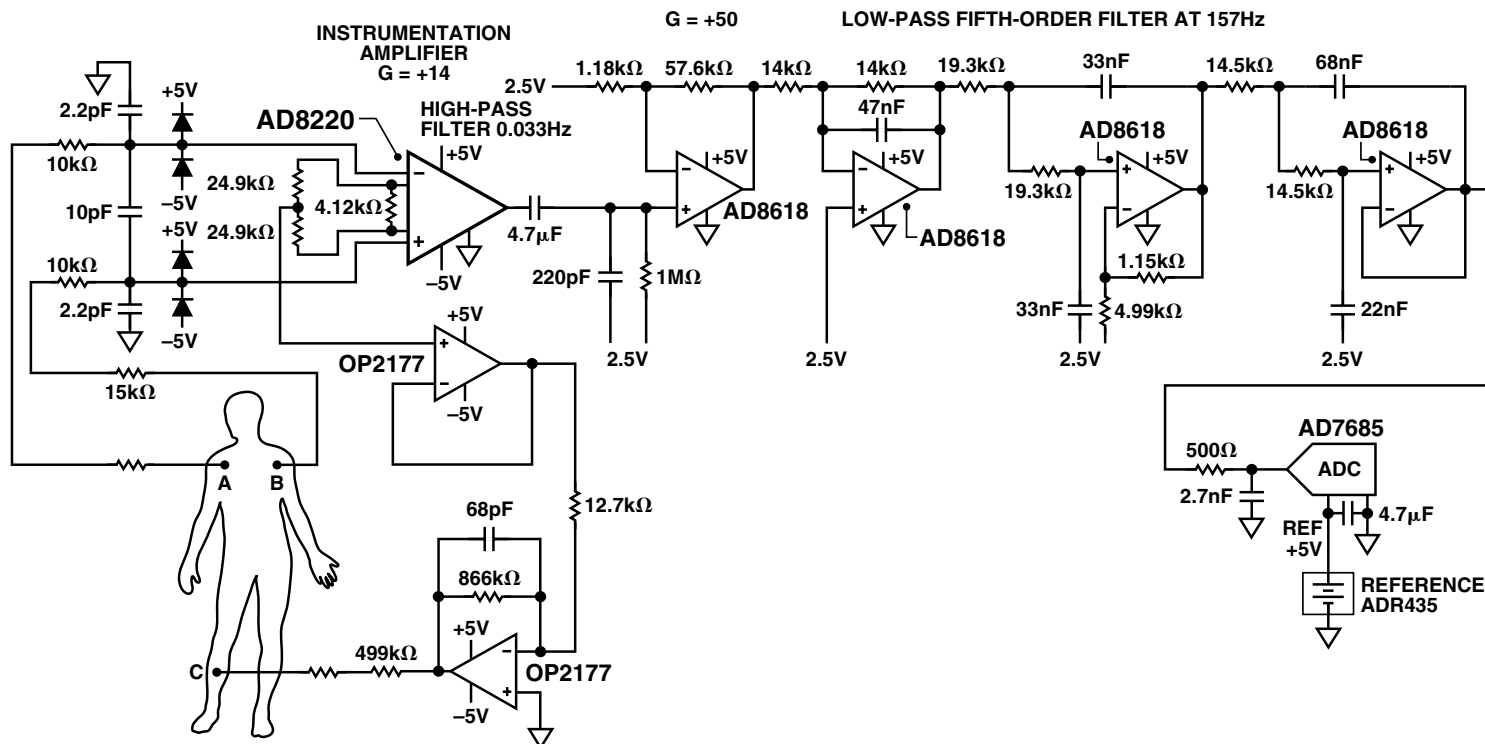 G = +50
LOW-PASS FIFTH-ORDER FILTER AT 157Hz
INSTRUMENTATION
AMPLIFIER
G = +14
2.5V
1.18kΩ
57.6kΩ
14kΩ
14kΩ
19.3kΩ
33nF
14.5kΩ
68nF
47nF
2.2pF
+5V
AD8220
HIGH-PASS
FILTER 0.033Hz
+5V
10kΩ
–5V
24.9kΩ
4.12kΩ
24.9kΩ
10pF
+5V
10kΩ
2.2pF
–5V
–
+
–5V
4.7μF
220pF
1MΩ
2.5V
2.5V
–
+
+5V
AD8618
–
+
+5V
AD8618
2.5V
AD8618
+5V
+
–
19.3kΩ
1.15kΩ
33nF
4.99kΩ
2.5V
AD8618
+5V
+
–
14.5kΩ
22nF
2.5V
15kΩ
+5V
OP2177
+
–
–5V
A
B
C
12.7kΩ
68pF
866kΩ
499kΩ
+5V
–
+
OP2177
–5V
AD7685
500Ω
ADC
2.7nF
4.7μF
REF
+5V
REFERENCE
ADR435